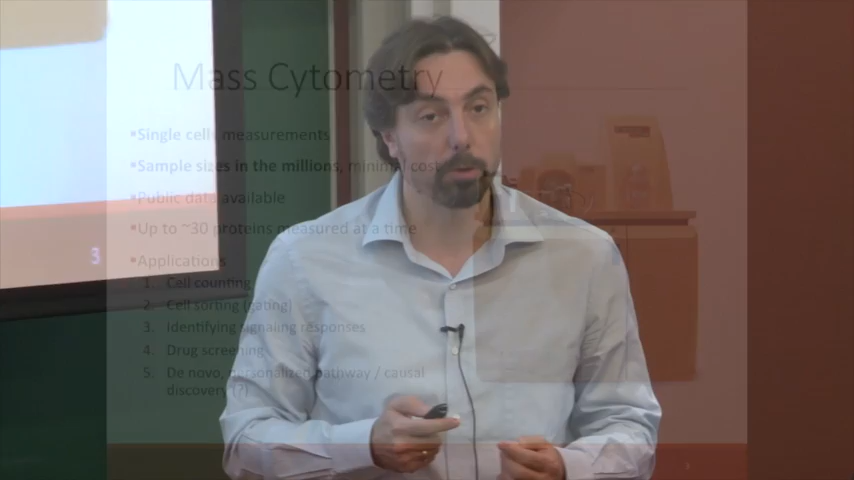 Mass Cytometry
▪Single cells measurements
▪Sample sizes in the millions, minimal cost
▪Public data available
▪Up to ~30 proteins measured at a time
▪Applications
1. Cell counting
2. Cell sorting (gating)
3. Identifying signaling responses
4. Drug screening
5. De novo, personalized pathway / causal
discovery (?)
3